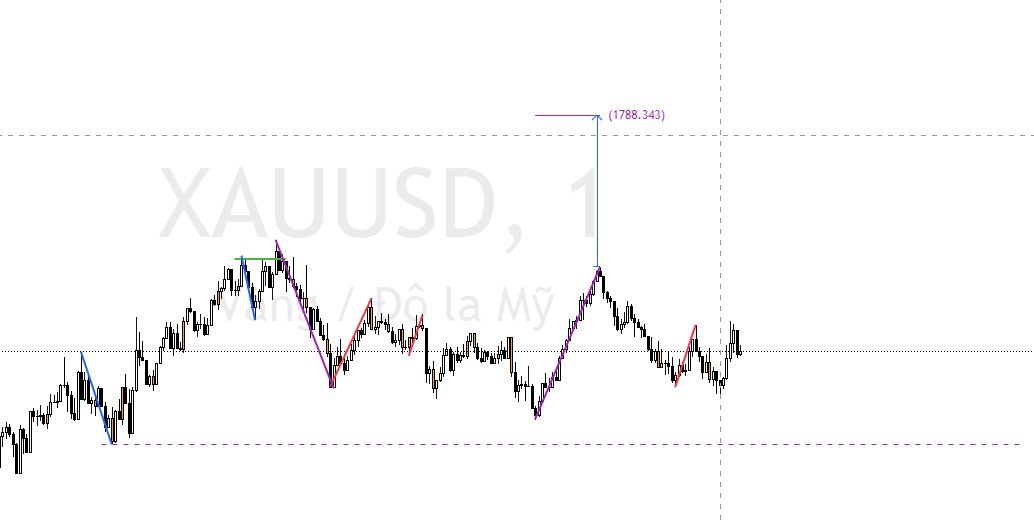 (1788.343)
XAUUSD, 1
Vàng / Đô la Mỹ